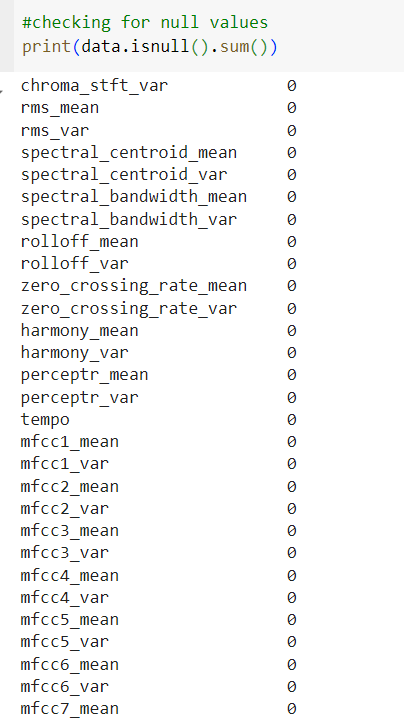 #checking for null values
print(data.isnull().sum())
chroma_stft_var 0
rms_mean 0
rms_var 0
spectral_centroid_mean 0
spectral_centroid_var 0
spectral_bandwidth_mean 0
spectral_bandwidth_var 0
rolloff_mean 0
rolloff_var 0
zero_crossing_rate_mean 0
zero_crossing_rate_var 0
harmony_mean 0
harmony_var 0
perceptr_mean 0
perceptr_var 0
tempo 0
mfcc1_mean 0
mfcc1_var 0
mfcc2_mean 0
mfcc2_var 0
mfcc3_mean 0
mfcc3_var 0
mfcc4_mean 0
mfcc4_var 0
mfcc5_mean 0
mfcc5_var 0
mfcc6_mean 0
mfcc6_var 0
mfcc7_mean 0